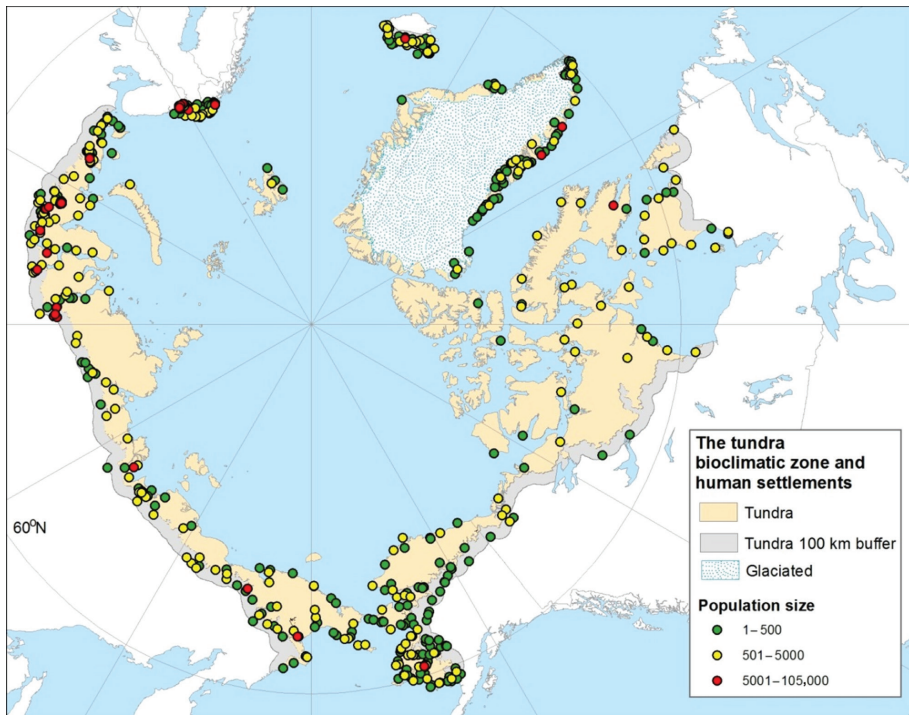 60°N
The tundra
bioclimatic zone and
human settlements
Tundra
Tundra 100 km buffer
Glaciated
Population size
1–500
501–5000
5001–105,000